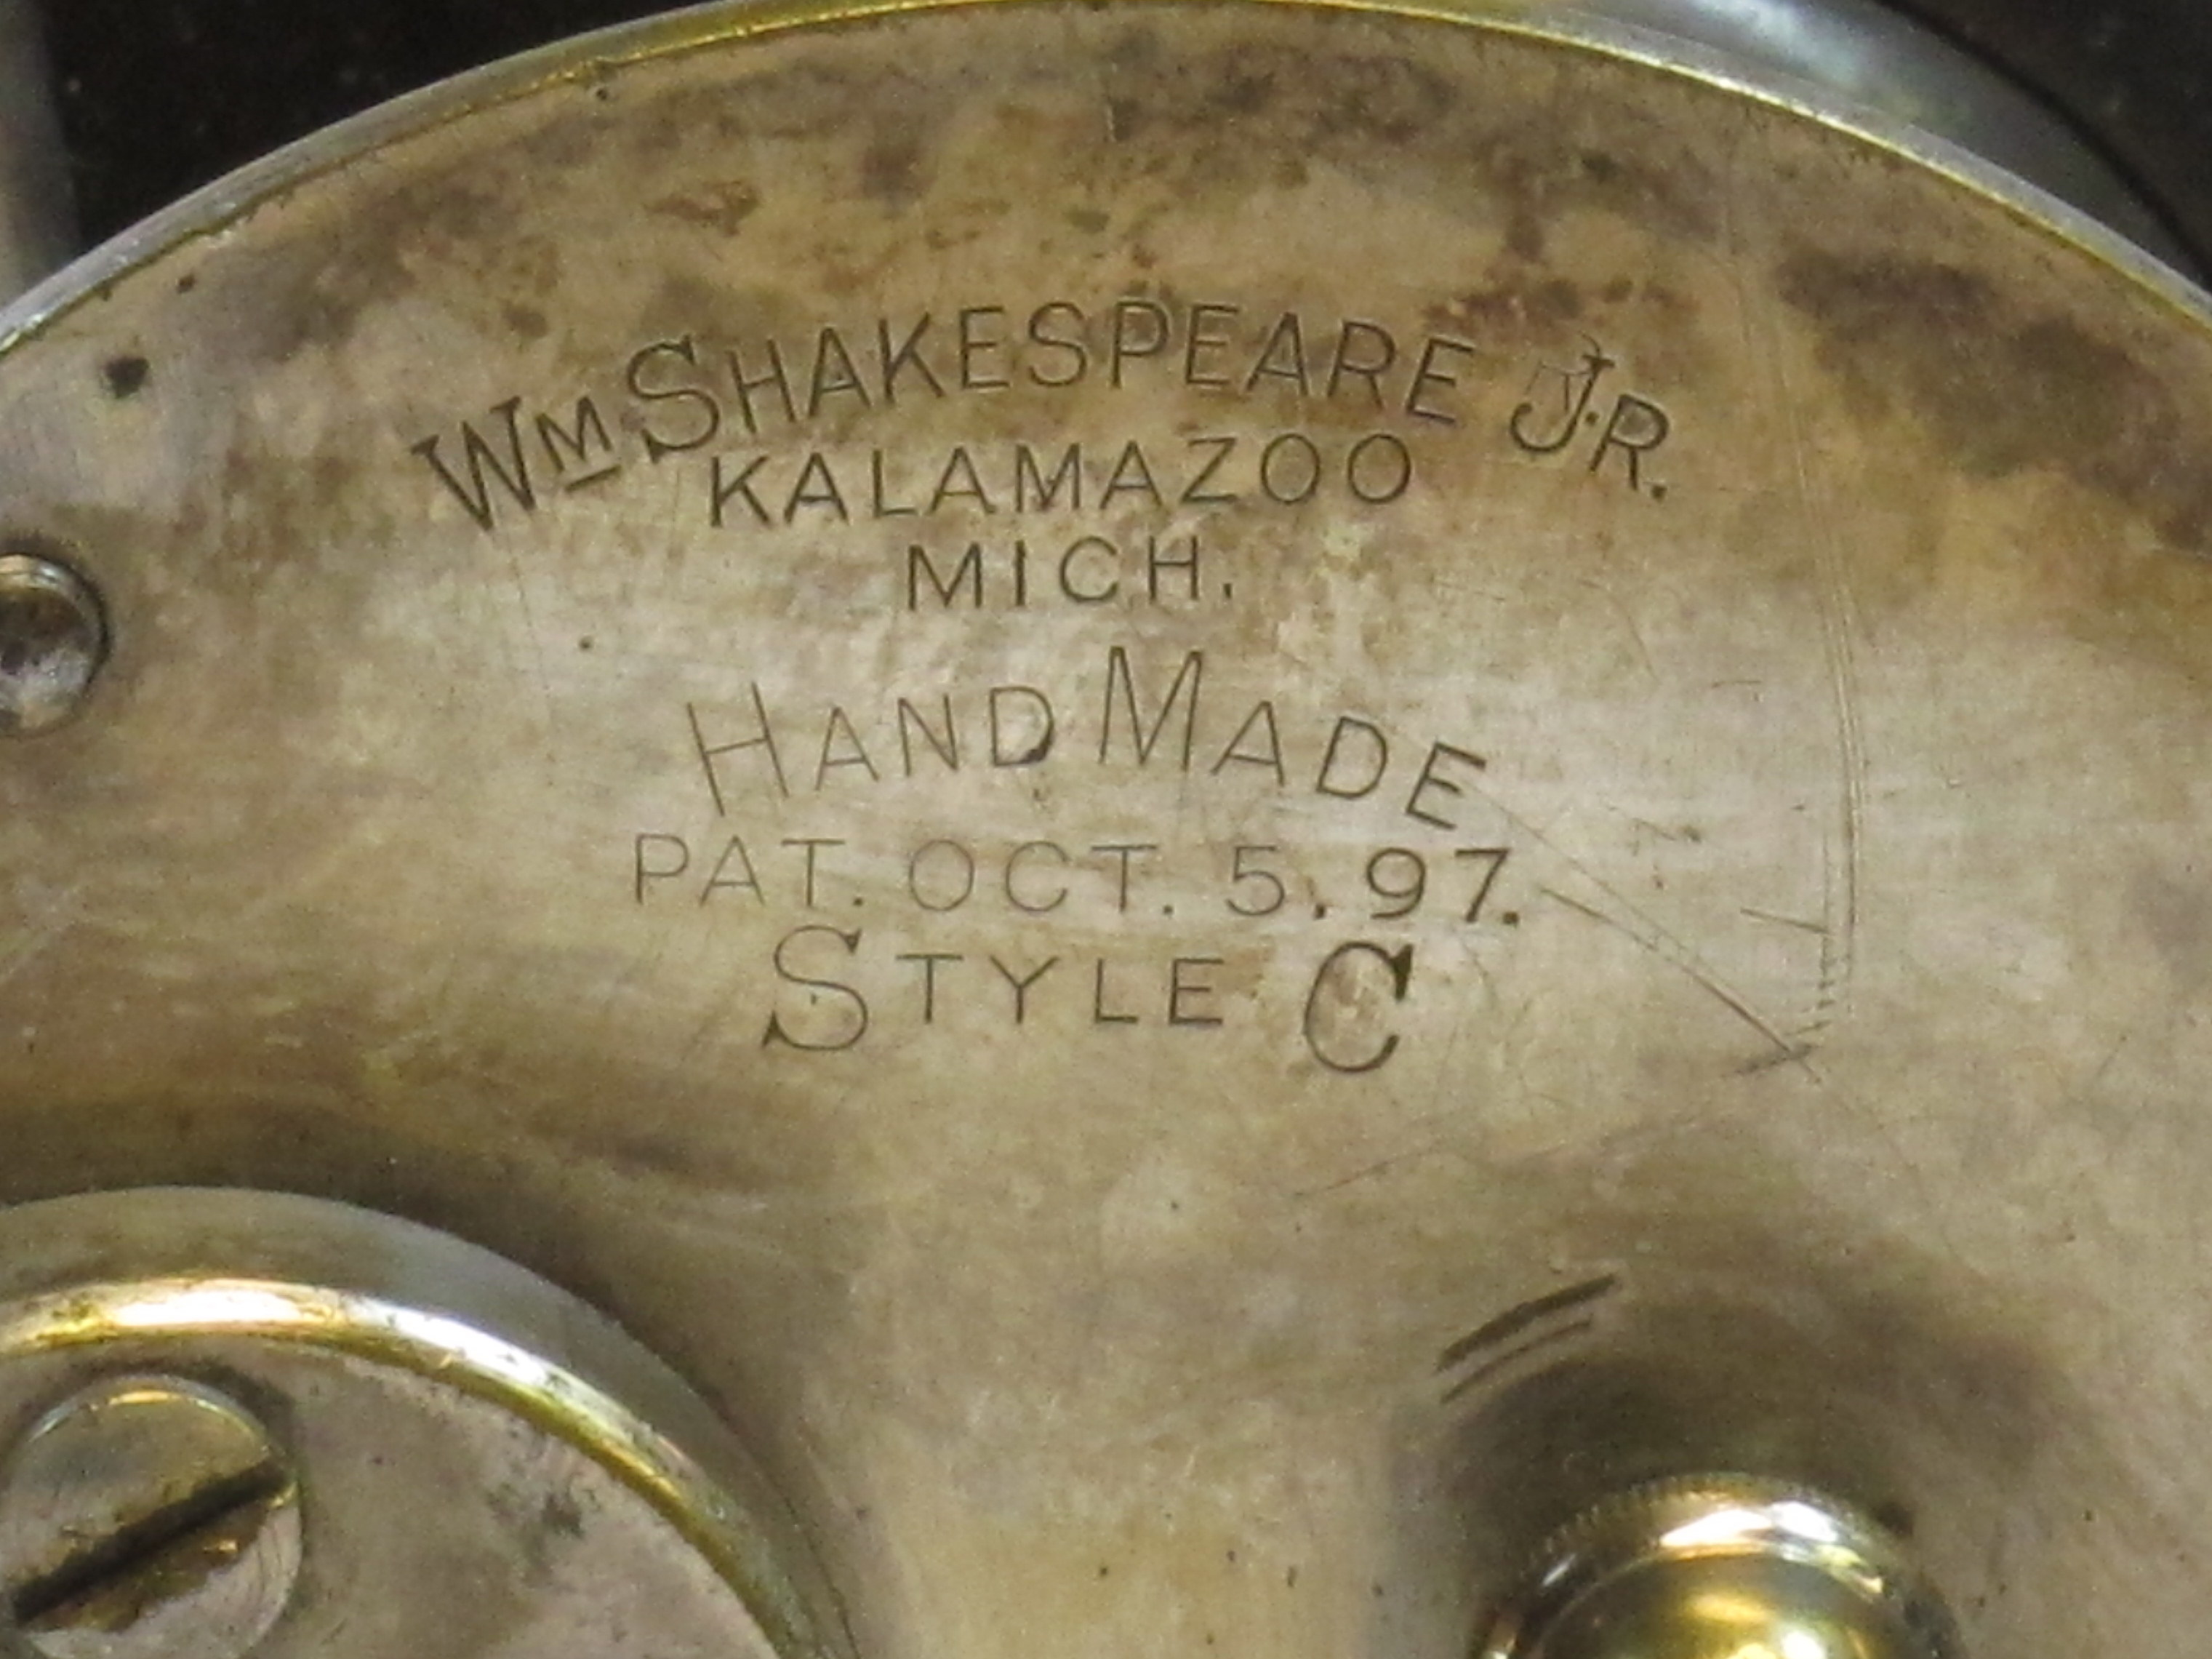 WM SHAKESPEARE JR.
KALAMAZOO
MICH.
HAND MADE
PAT. OCT. 5. 97.
STYLE C